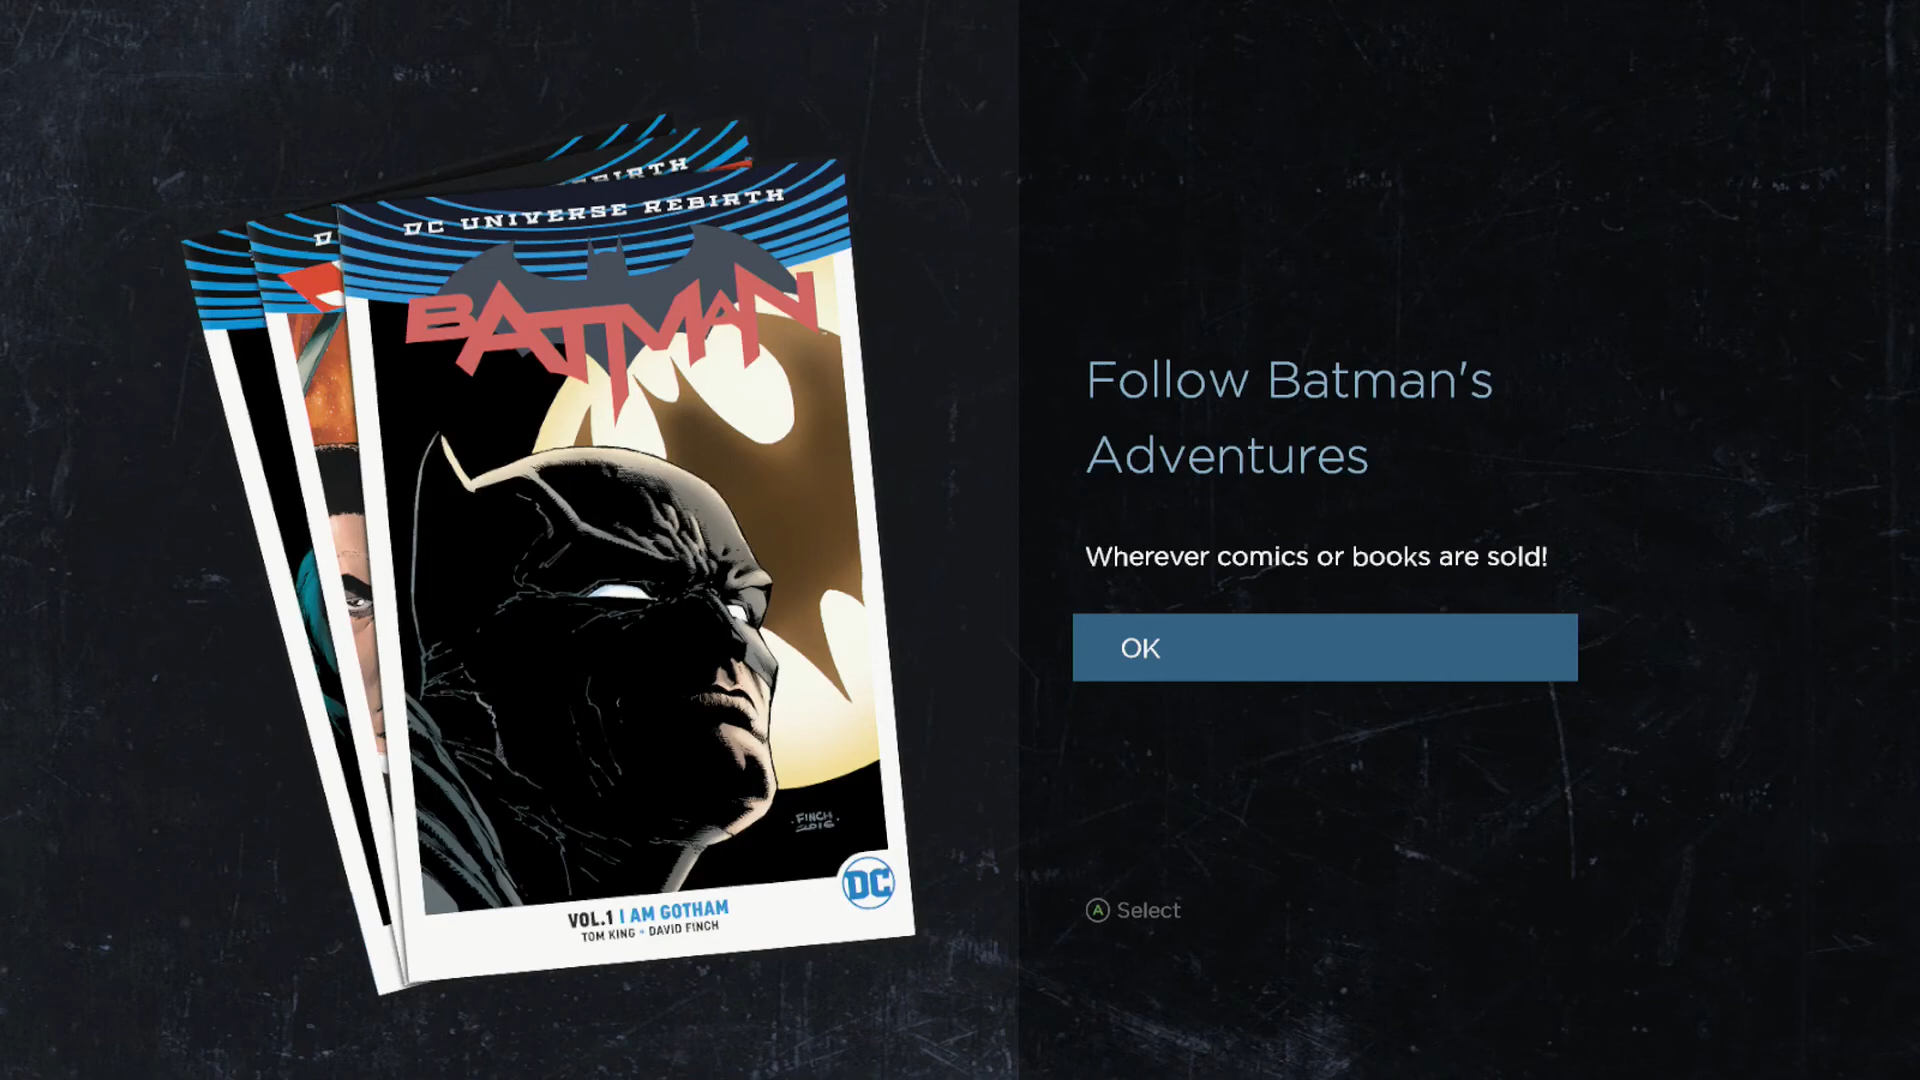 EBIRTH
D
DC UNIVERSE REBIRTH
BATMAN
FINCH
2016
DC
VOL.1 I AM GOTHAM
TOM KING • DAVID FINCH
Follow Batman's
Adventures
Wherever comics or books are sold!
OK
A Select